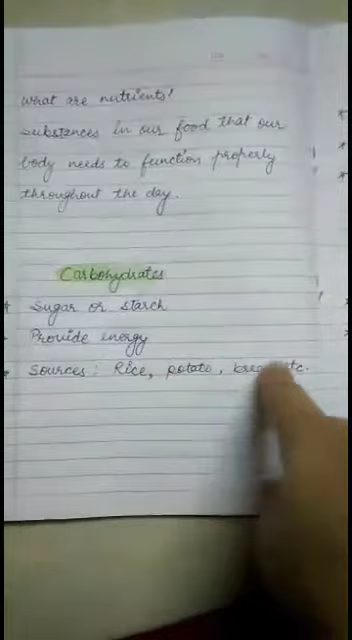 what are nutrients?
substances in our food that our
body needs to function properly
throughout the day.
Carbohydrates
* Sugar or starch
Provide energy
Sources: Rice, potato, etc.